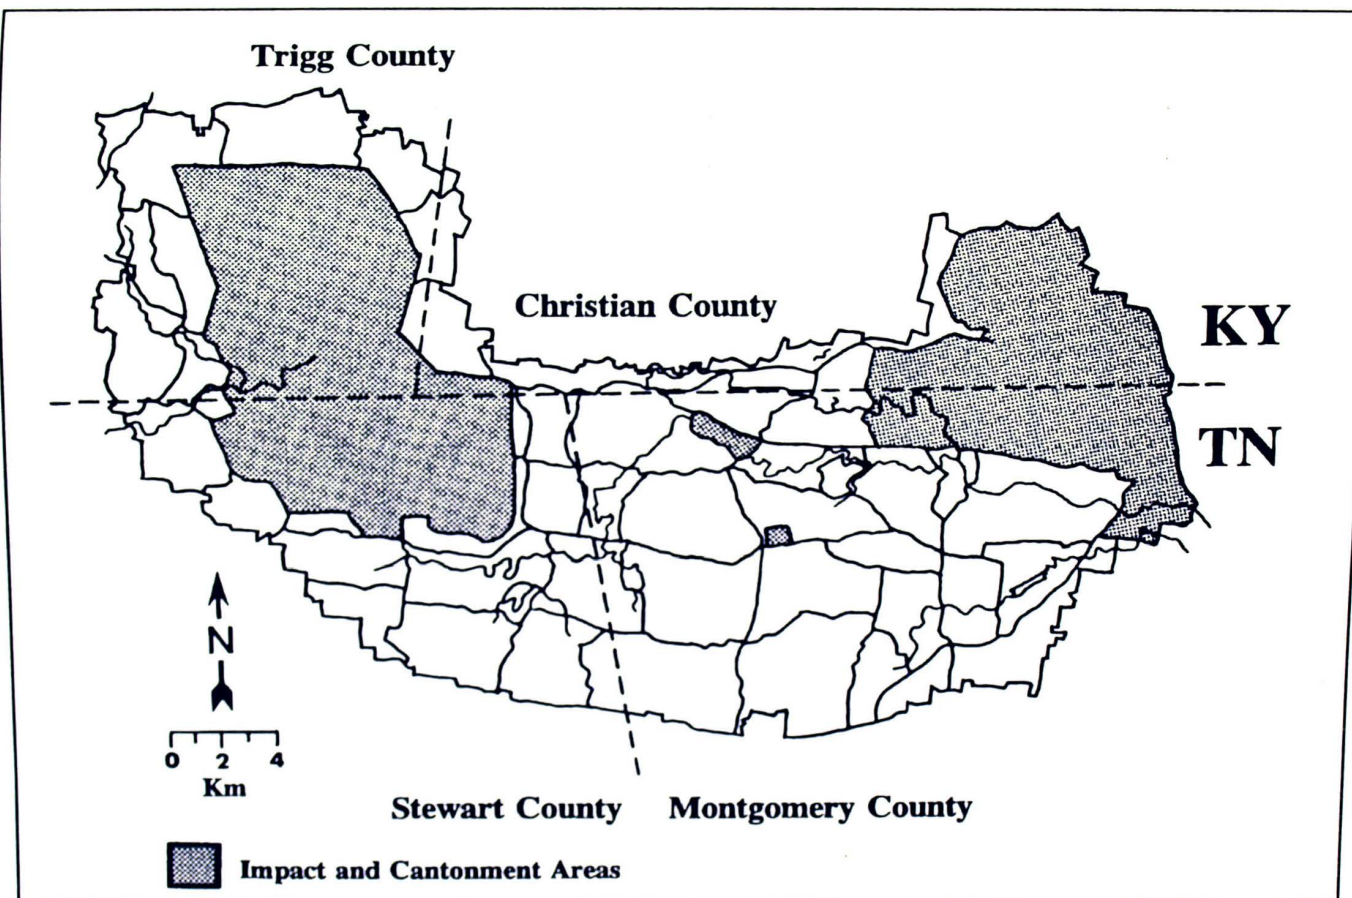 Trigg County
Christian County
KY
TN
N
0 2 4
Km
Stewart County Montgomery County
Impact and Cantonment Areas